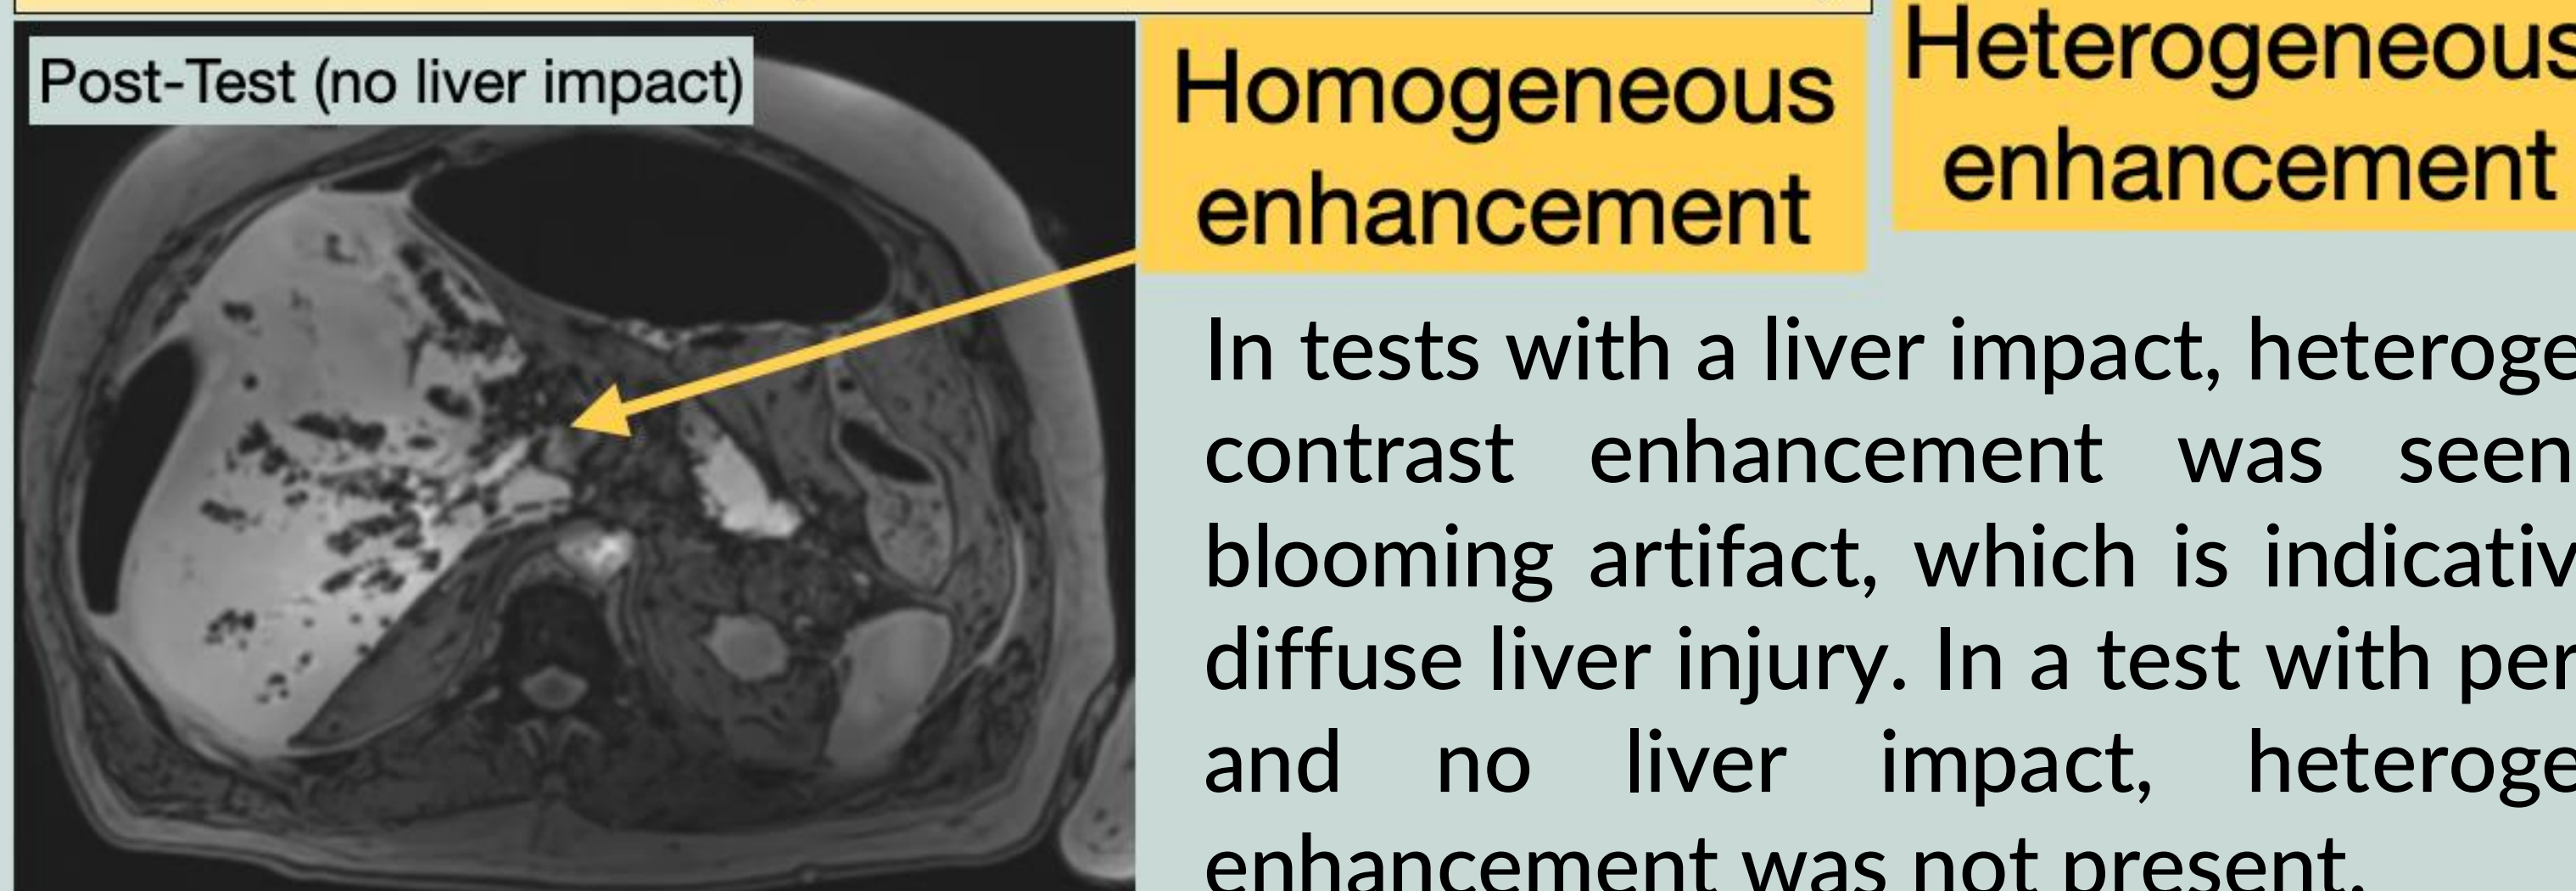 Post-Test (no liver impact)
Homogeneous
enhancement
Heterogeneous
enhancement
In tests with a liver impact,
contrast enhancement was seen
blooming artifact, which is
diffuse liver injury. In a test with
and no liver impact,
enhancement was not present.